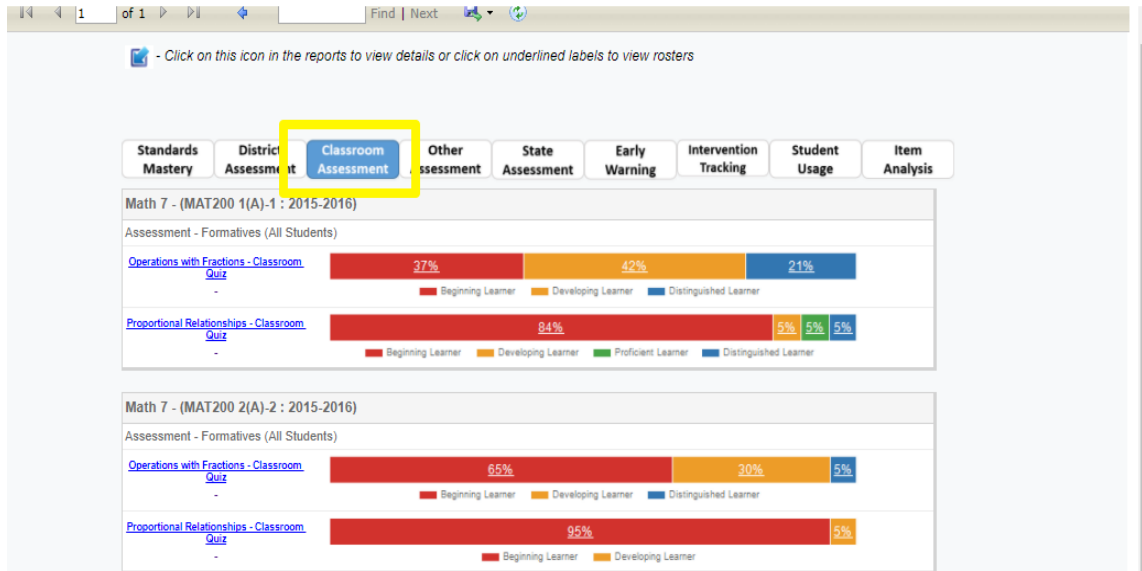 1 of 1 Find | Next
- Click on this icon in the reports to view details or click on underlined labels to view rosters
Standards Mastery
District Assessment
Classroom Assessment
Other Assessment
State Assessment
Early Warning
Intervention Tracking
Student Usage
Item Analysis
Math 7 - (MAT200 1(A)-1 : 2015-2016)
Assessment - Formatives (All Students)
Operations with Fractions - Classroom
Quiz
-
37% 42% 21%
Beginning Learner Developing Learner Distinguished Learner
Proportional Relationships - Classroom
Quiz
-
84% 5% 5% 5%
Beginning Learner Developing Learner Proficient Learner Distinguished Learner
Math 7 - (MAT200 2(A)-2 : 2015-2016)
Assessment - Formatives (All Students)
Operations with Fractions - Classroom
Quiz
-
65% 30% 5%
Beginning Learner Developing Learner Distinguished Learner
Proportional Relationships - Classroom
Quiz
-
95% 5%
Beginning Learner Developing Learner